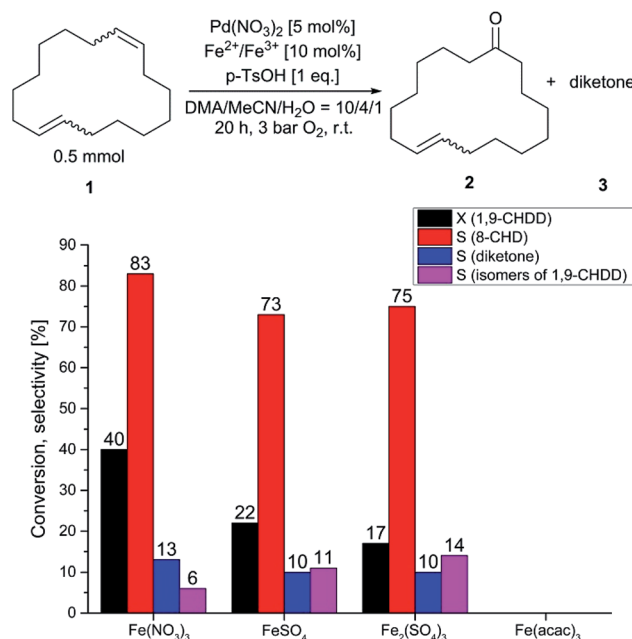 Pd(NO₃)₂ [5 mol%]
Fe²⁺/Fe³⁺ [10 mol%]
p-TsOH [1 eq.]
DMA/MeCN/H₂O = 10/4/1
20 h, 3 bar O₂, r.t.
O
+ diketone
0.5 mmol
1
2
3
X (1,9-CHDD)
S (8-CHD)
S (diketone)
S (isomers of 1,9-CHDD)
Conversion, selectivity [%]
90
80
70
60
50
40
30
20
10
0
40
83
13
6
22
73
10
11
17
75
10
14
Fe(NO₃)₃
FeSO₄
Fe₂(SO₄)₃
Fe(acac)₃